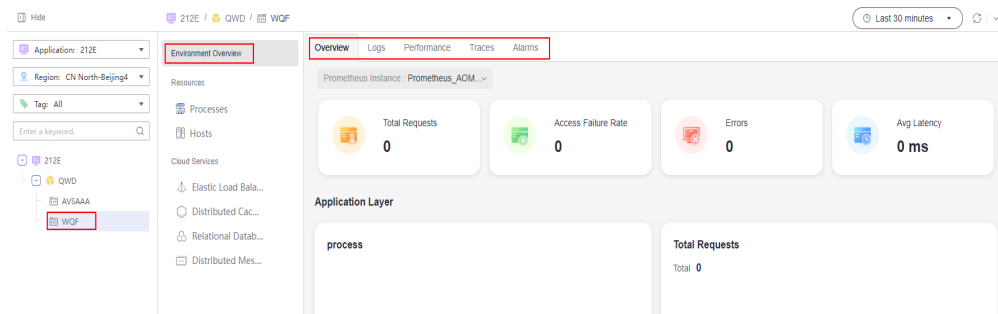 Hide
212E / QWD / WQF
Last 30 minutes
Application: 212E
Region: CN North-Beijing4
Tag: All
Enter a keyword.
212E
QWD
AVSAAA
WQF
Environment Overview
Resources
Processes
Hosts
Cloud Services
Elastic Load Bala...
Distributed Cac...
Relational Datab...
Distributed Mes...
Overview Logs Performance Traces Alarms
Prometheus Instance : Prometheus_AOM...
Total Requests
0
Access Failure Rate
0
Errors
0
Avg Latency
0 ms
Application Layer
process
Total Requests
Total 0